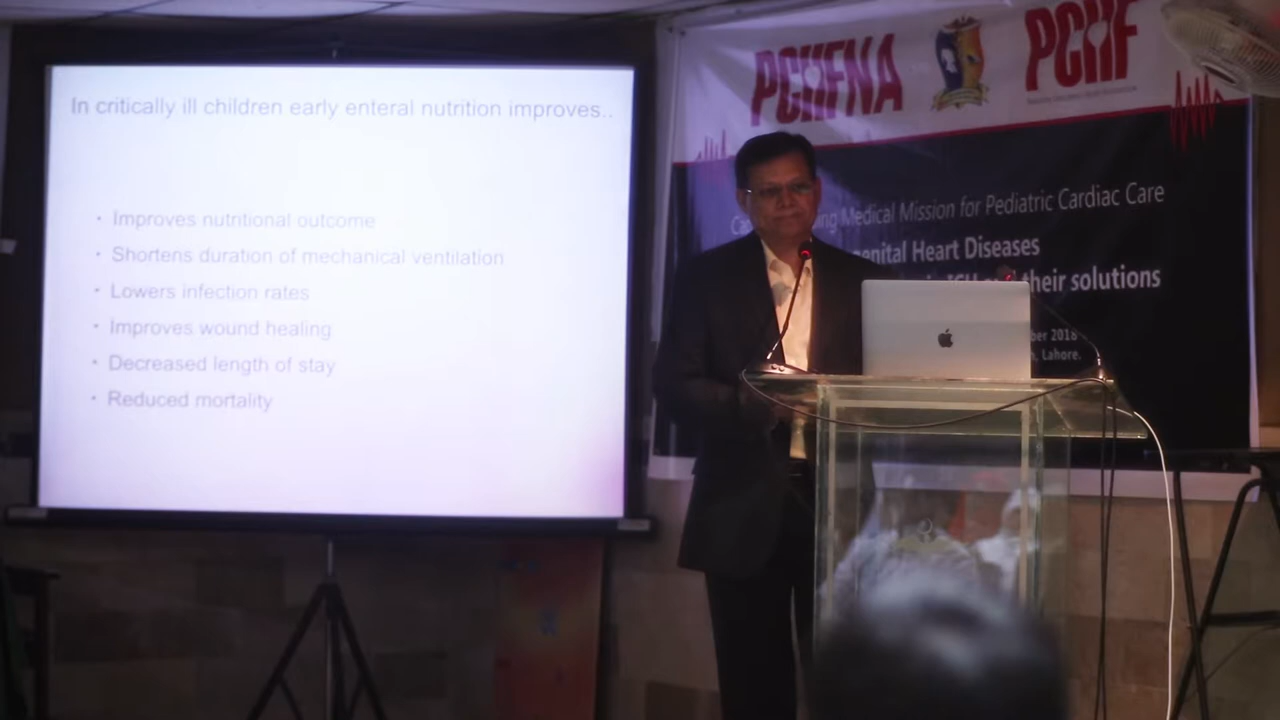 In critically ill children early enteral nutrition improves..
• Improves nutritional outcome
• Shortens duration of mechanical ventilation
• Lowers infection rates
• Improves wound healing
• Decreased length of stay
• Reduced mortality
PCHFNA
PCHF
Medical Mission for Pediatric Cardiac Care
Heart Diseases
their solutions
2018
Lahore.